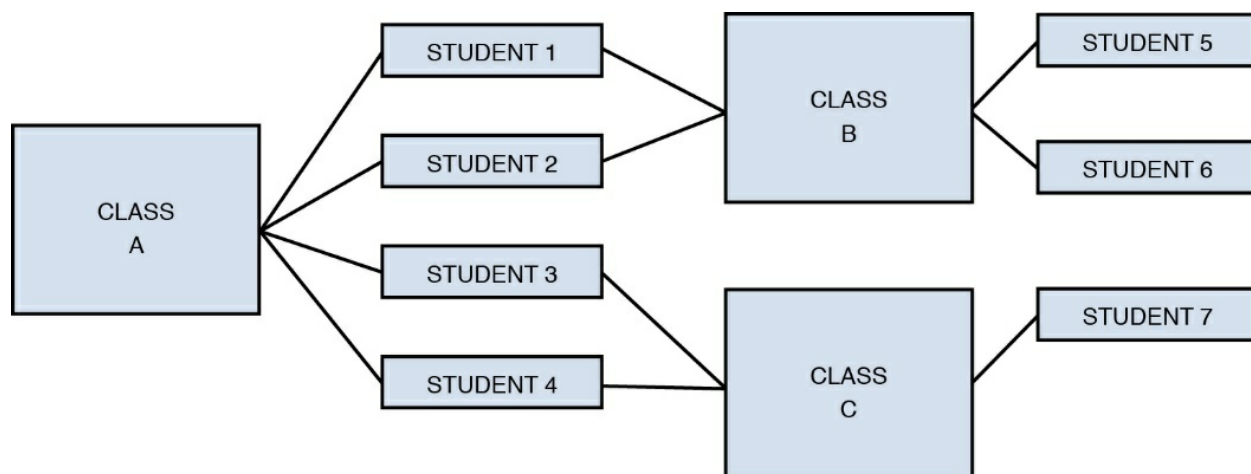 CLASS
A
STUDENT 1
STUDENT 2
STUDENT 3
STUDENT 4
CLASS
B
CLASS
C
STUDENT 5
STUDENT 6
STUDENT 7